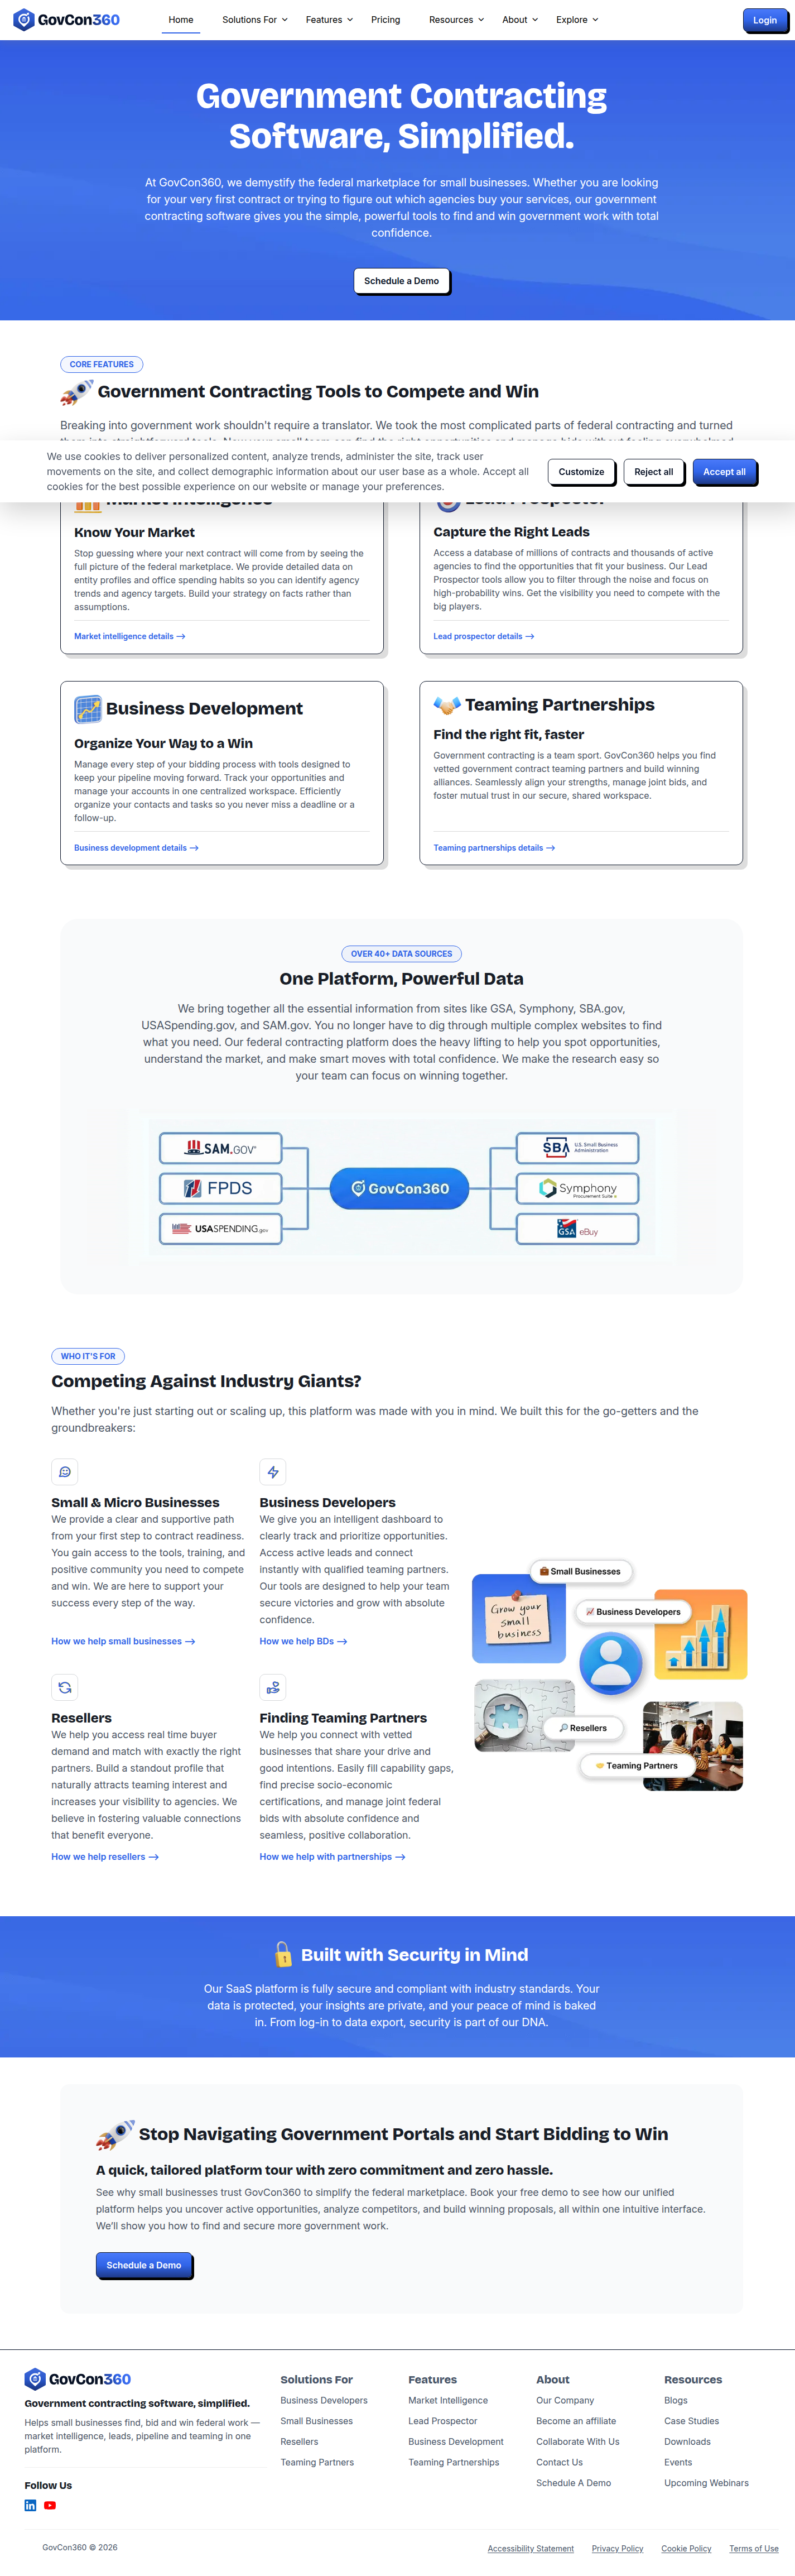 GovCon360
Home
Solutions For
Features
Pricing
Resources
About
Explore
Login
Government Contracting
Software, Simplified.
At GovCon360, we demystify the federal marketplace for small businesses. Whether you are looking
for your very first contract or trying to figure out which agencies buy your services, our government
contracting software gives you the simple, powerful tools to find and win government work with total
confidence.
Schedule a Demo
CORE FEATURES
Government Contracting Tools to Compete and Win
Breaking into government work shouldn't require a translator. We took the most complicated parts of federal contracting and turned
We use cookies to deliver personalized content, analyze trends, administer the site, track user
movements on the site, and collect demographic information about our user base as a whole. Accept all
cookies for the best possible experience on our website or manage your preferences.
Customize
Reject all
Accept all
Market Intelligence
Know Your Market
Stop guessing where your next contract will come from by seeing the
full picture of the federal marketplace. We provide detailed data on
entity profiles and office spending habits so you can identify agency
trends and agency targets. Build your strategy on facts rather than
assumptions.
Market intelligence details
Lead Prospector
Capture the Right Leads
Access a database of millions of contracts and thousands of active
agencies to find the opportunities that fit your business. Our Lead
Prospector tools allow you to filter through the noise and focus on
high-probability wins. Get the visibility you need to compete with the
big players.
Lead prospector details
Business Development
Organize Your Way to a Win
Manage every step of your bidding process with tools designed to
keep your pipeline moving forward. Track your opportunities and
manage your accounts in one centralized workspace. Efficiently
organize your contacts and tasks so you never miss a deadline or a
follow-up.
Business development details
Teaming Partnerships
Find the right fit, faster
Government contracting is a team sport. GovCon360 helps you find
vetted government contract teaming partners and build winning
alliances. Seamlessly align your strengths, manage joint bids, and
foster mutual trust in our secure, shared workspace.
Teaming partnerships details
OVER 40+ DATA SOURCES
One Platform, Powerful Data
We bring together all the essential information from sites like GSA, Symphony, SBA.gov,
USASpending.gov, and SAM.gov. You no longer have to dig through multiple complex websites to find
what you need. Our federal contracting platform does the heavy lifting to help you spot opportunities,
understand the market, and make smart moves with total confidence. We make the research easy so
your team can focus on winning together.
SAM.GOV
FPDS
USASPENDING.gov
GovCon360
SBA U.S. Small Business
Administration
Symphony
Procurement Suite
GSA eBuy
WHO IT'S FOR
Competing Against Industry Giants?
Whether you're just starting out or scaling up, this platform was made with you in mind. We built this for the go-getters and the
groundbreakers:
Small & Micro Businesses
We provide a clear and supportive path
from your first step to contract readiness.
You gain access to the tools, training, and
positive community you need to compete
and win. We are here to support your
success every step of the way.
How we help small businesses
Business Developers
We give you an intelligent dashboard to
clearly track and prioritize opportunities.
Access active leads and connect
instantly with qualified teaming partners.
Our tools are designed to help your team
secure victories and grow with absolute
confidence.
How we help BDs
Resellers
We help you access real time buyer
demand and match with exactly the right
partners. Build a standout profile that
naturally attracts teaming interest and
increases your visibility to agencies. We
believe in fostering valuable connections
that benefit everyone.
How we help resellers
Finding Teaming Partners
We help you connect with vetted
businesses that share your drive and
good intentions. Easily fill capability gaps,
find precise socio-economic
certifications, and manage joint federal
bids with absolute confidence and
seamless, positive collaboration.
How we help with partnerships
Small Businesses
Grow your
small
business
Business Developers
Resellers
Teaming Partners
Built with Security in Mind
Our SaaS platform is fully secure and compliant with industry standards. Your
data is protected, your insights are private, and your peace of mind is baked
in. From log-in to data export, security is part of our DNA.
Stop Navigating Government Portals and Start Bidding to Win
A quick, tailored platform tour with zero commitment and zero hassle.
See why small businesses trust GovCon360 to simplify the federal marketplace. Book your free demo to see how our unified
platform helps you uncover active opportunities, analyze competitors, and build winning proposals, all within one intuitive interface.
We'll show you how to find and secure more government work.
Schedule a Demo
GovCon360
Government contracting software, simplified.
Helps small businesses find, bid and win federal work —
market intelligence, leads, pipeline and teaming in one
platform.
Follow Us
Solutions For
Business Developers
Small Businesses
Resellers
Teaming Partners
Features
Market Intelligence
Lead Prospector
Business Development
Teaming Partnerships
About
Our Company
Become an affiliate
Collaborate With Us
Contact Us
Schedule A Demo
Resources
Blogs
Case Studies
Downloads
Events
Upcoming Webinars
GovCon360 © 2026
Accessibility Statement
Privacy Policy
Cookie Policy
Terms of Use